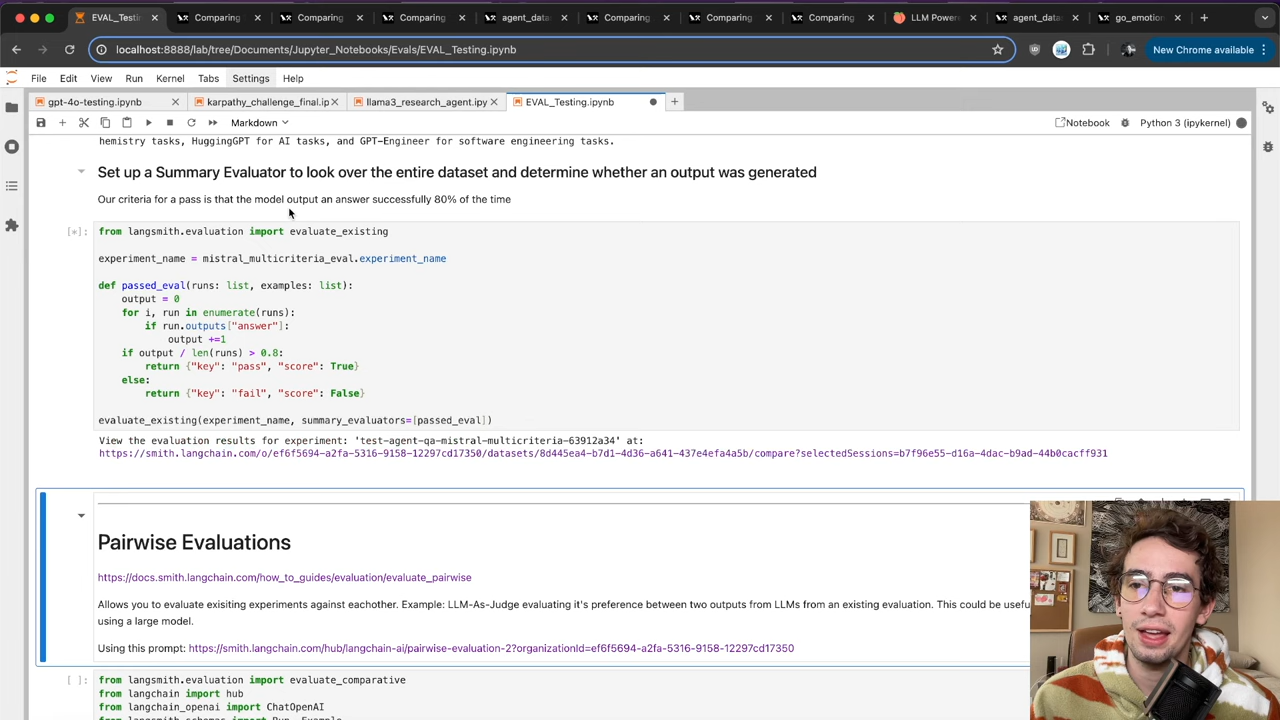 EVAL_Testin
Comparing
Comparing
Comparing
agent_data
Comparing
Comparing
Comparing
LLM Power
agent_data
go_emotion
localhost:8888/lab/tree/Documents/Jupyter_Notebooks/Evals/EVAL_Testing.ipynb
New Chrome available
File Edit View Run Kernel Tabs Settings Help
gpt-4o-testing.ipynb
karpathy_challenge_final.ip
llama3_research_agent.ipy
EVAL_Testing.ipynb
Markdown
Notebook
Python 3 (ipykernel)
hemistry tasks, HuggingGPT for AI tasks, and GPT-Engineer for software engineering tasks.
Set up a Summary Evaluator to look over the entire dataset and determine whether an output was generated
Our criteria for a pass is that the model output an answer successfully 80% of the time
[*]:
from langsmith.evaluation import evaluate_existing
experiment_name = mistral_multicriteria_eval.experiment_name
def passed_eval(runs: list, examples: list):
output = 0
for i, run in enumerate(runs):
if run.outputs["answer"]:
output +=1
if output / len(runs) > 0.8:
return {"key": "pass", "score": True}
else:
return {"key": "fail", "score": False}
evaluate_existing(experiment_name, summary_evaluators=[passed_eval])
View the evaluation results for experiment: 'test-agent-qa-mistral-multicriteria-63912a34' at:
https://smith.langchain.com/o/ef6f5694-a2fa-5316-9158-12297cd17350/datasets/8d445ea4-b7d1-4d36-a641-437e4efa4a5b/compare?selectedSessions=b7f96e55-d16a-4dac-b9ad-44b0cacff931
Pairwise Evaluations
https://docs.smith.langchain.com/how_to_guides/evaluation/evaluate_pairwise
Allows you to evaluate exisiting experiments against eachother. Example: LLM-As-Judge evaluating it's preference between two outputs from LLMs from an existing evaluation. This could be usefu
using a large model.
Using this prompt: https://smith.langchain.com/hub/langchain-ai/pairwise-evaluation-2?organizationId=ef6f5694-a2fa-5316-9158-12297cd17350
[ ]:
from langsmith.evaluation import evaluate_comparative
from langchain import hub
from langchain_openai import ChatOpenAI
from langsmith.schemas import Run, Example